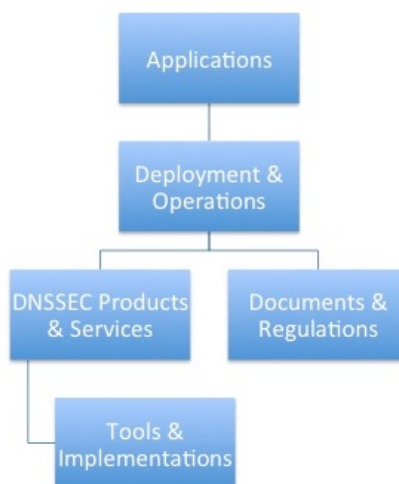 Applications
Deployment &
Operations
DNSSEC Products
& Services
Documents &
Regulations
Tools &
Implementations